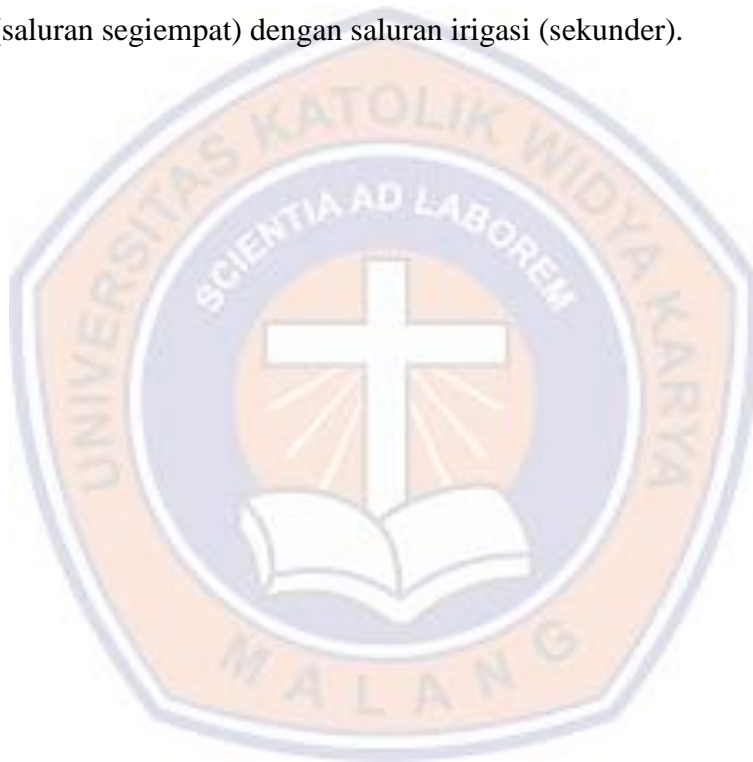 (saluran segiempat) dengan saluran irigasi (sekunder).
UNIVERSITAS KATOLIK WIDYA KARYA
SCIENTIA AD LABOREM
MALANG